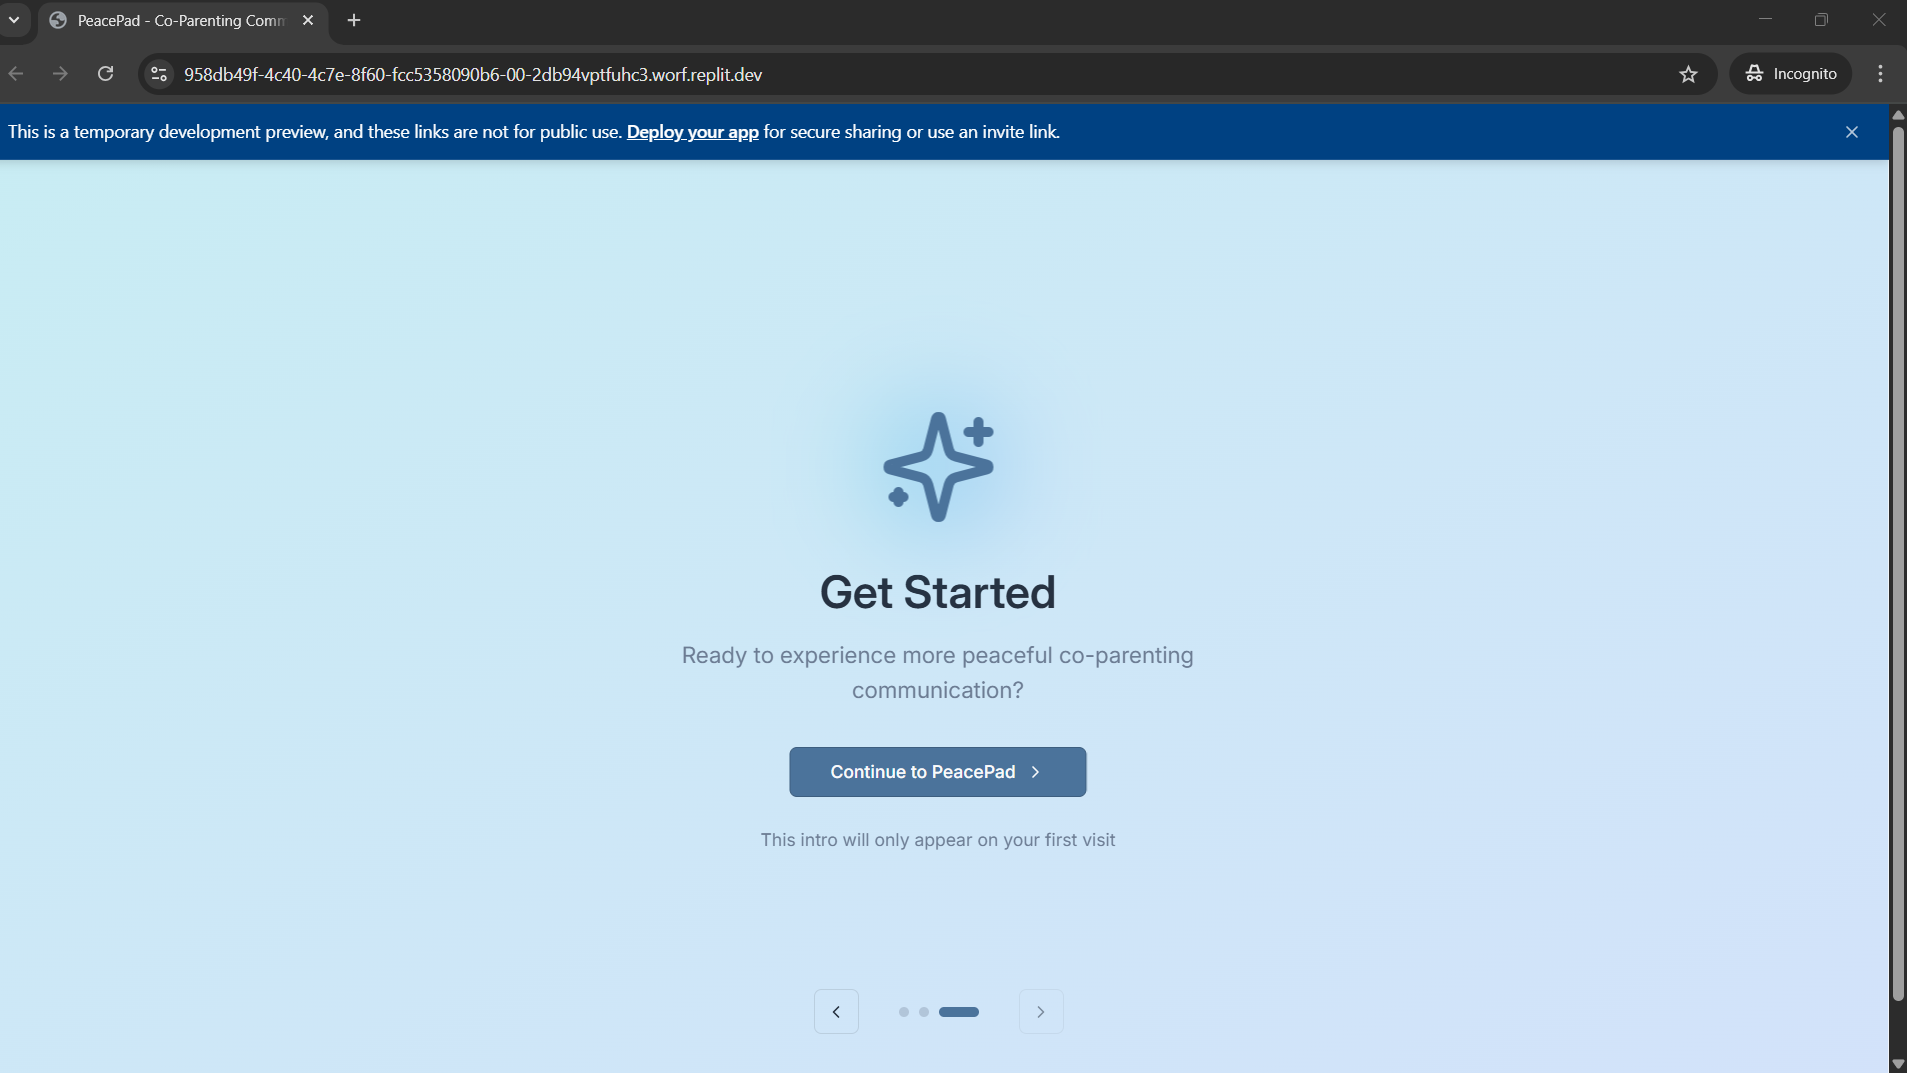 PeacePad - Co-Parenting Comm
958db49f-4c40-4c7e-8f60-fcc5358090b6-00-2db94vptfuhc3.worf.replit.dev
Incognito
This is a temporary development preview, and these links are not for public use. Deploy your app for secure sharing or use an invite link.
Get Started
Ready to experience more peaceful co-parenting
communication?
Continue to PeacePad
This intro will only appear on your first visit